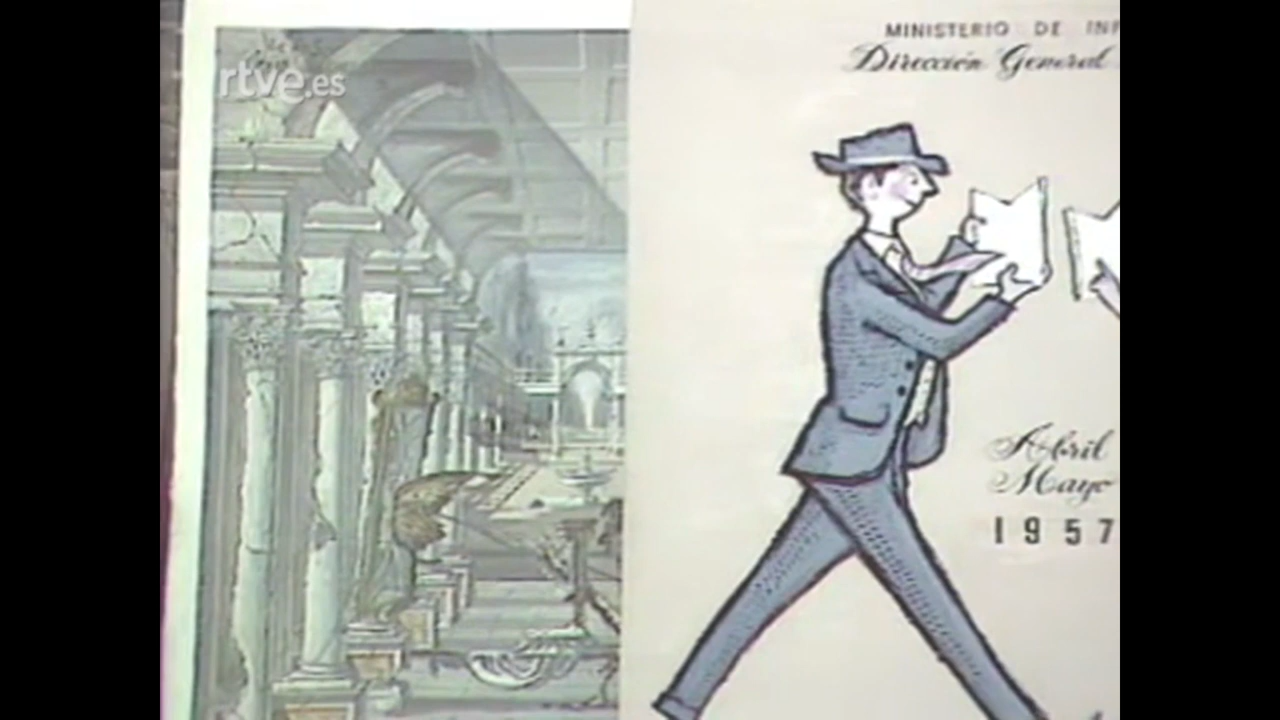 rtve.es
MINISTERIO DE INF
Dirección General
Abril
Mayo
1957